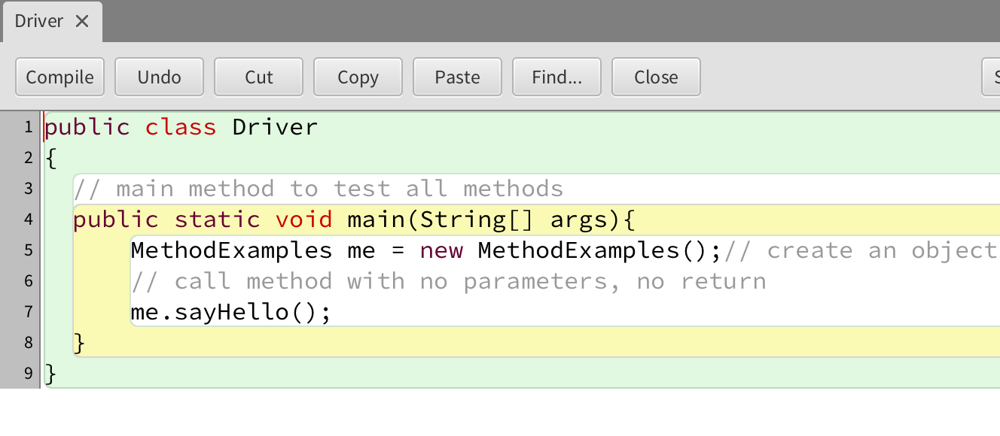 Driver ×
Compile Undo Cut Copy Paste Find... Close
1 public class Driver
2 {
3 // main method to test all methods
4 public static void main(String[] args){
5 MethodExamples me = new MethodExamples();// create an object
6 // call method with no parameters, no return
7 me.sayHello();
8 }
9 }